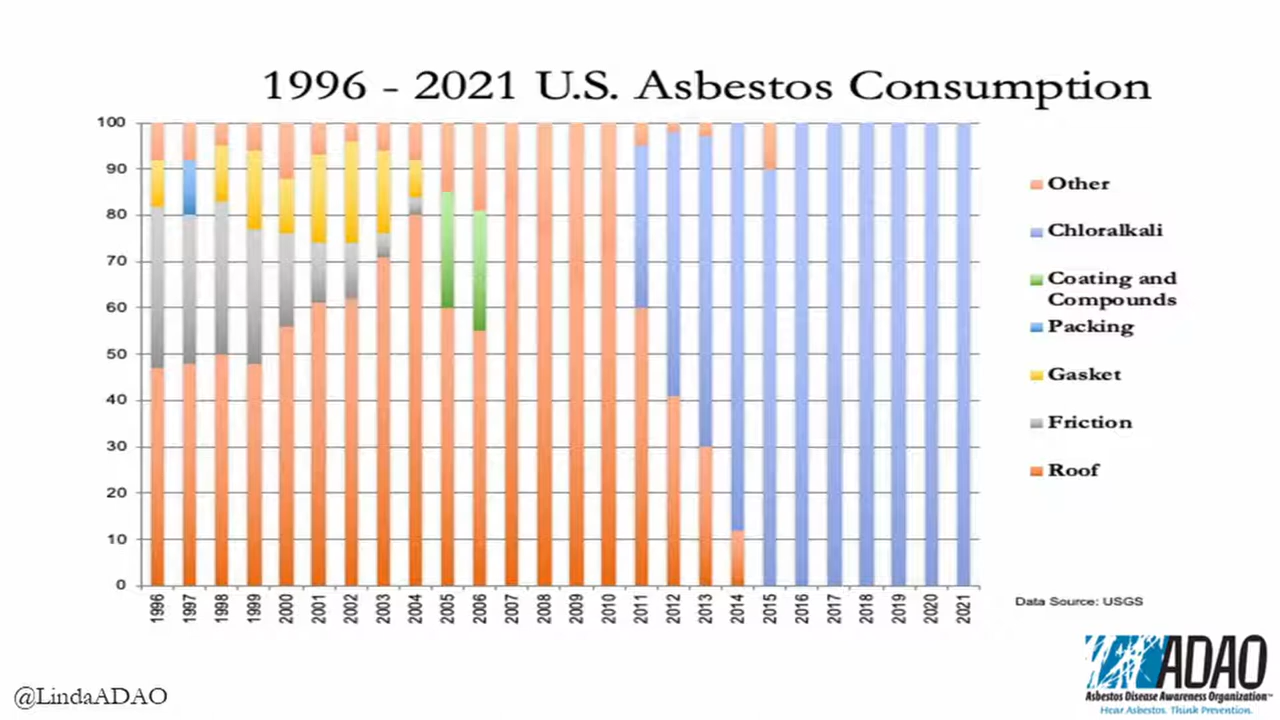 1996 - 2021 U.S. Asbestos Consumption
100
90
80
70
60
50
40
30
20
10
0
1996 1997 1998 1999 2000 2001 2002 2003 2004 2005 2006 2007 2008 2009 2010 2011 2012 2013 2014 2015 2016 2017 2018 2019 2020 2021
Other
Chloralkali
Coating and
Compounds
Packing
Gasket
Friction
Roof
Data Source: USGS
ADAO
Asbestos Disease Awareness Organization™
Hear Asbestos. Think Prevention.
@LindaADAO